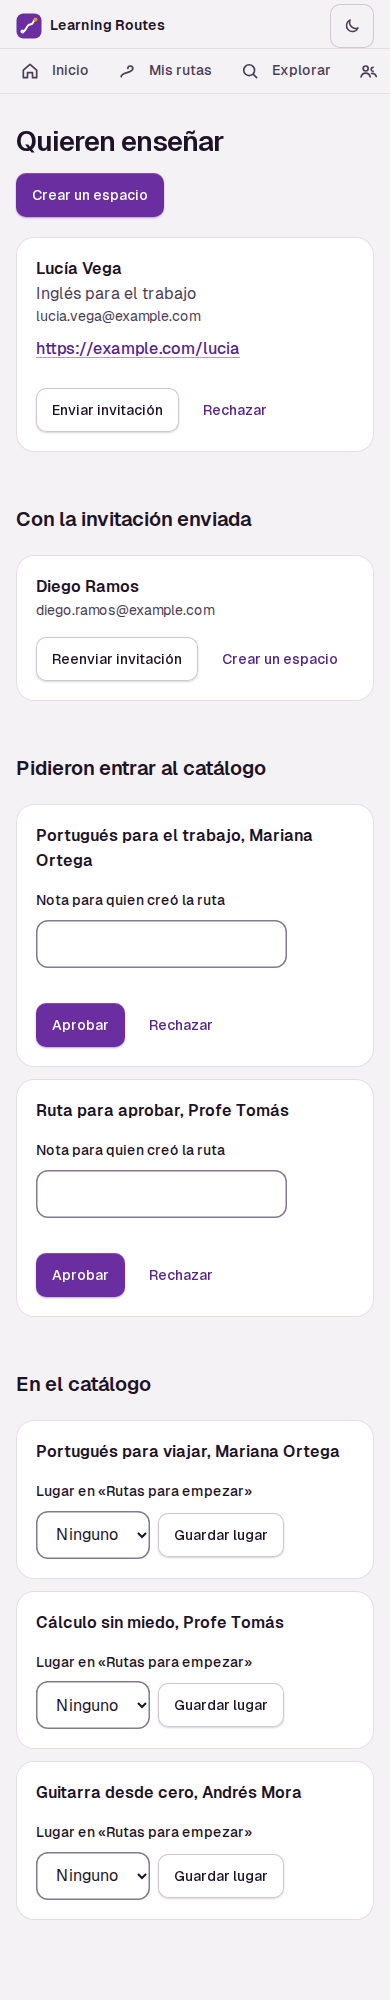 Learning Routes
Inicio
Mis rutas
Explorar
Quieren enseñar
Crear un espacio
Lucía Vega
Inglés para el trabajo
lucia.vega@example.com
https://example.com/lucia
Enviar invitación
Rechazar
Con la invitación enviada
Diego Ramos
diego.ramos@example.com
Reenviar invitación
Crear un espacio
Pidieron entrar al catálogo
Portugués para el trabajo, Mariana
Ortega
Nota para quien creó la ruta
Aprobar
Rechazar
Ruta para aprobar, Profe Tomás
Nota para quien creó la ruta
Aprobar
Rechazar
En el catálogo
Portugués para viajar, Mariana Ortega
Lugar en «Rutas para empezar»
Ninguno
Guardar lugar
Cálculo sin miedo, Profe Tomás
Lugar en «Rutas para empezar»
Ninguno
Guardar lugar
Guitarra desde cero, Andrés Mora
Lugar en «Rutas para empezar»
Ninguno
Guardar lugar